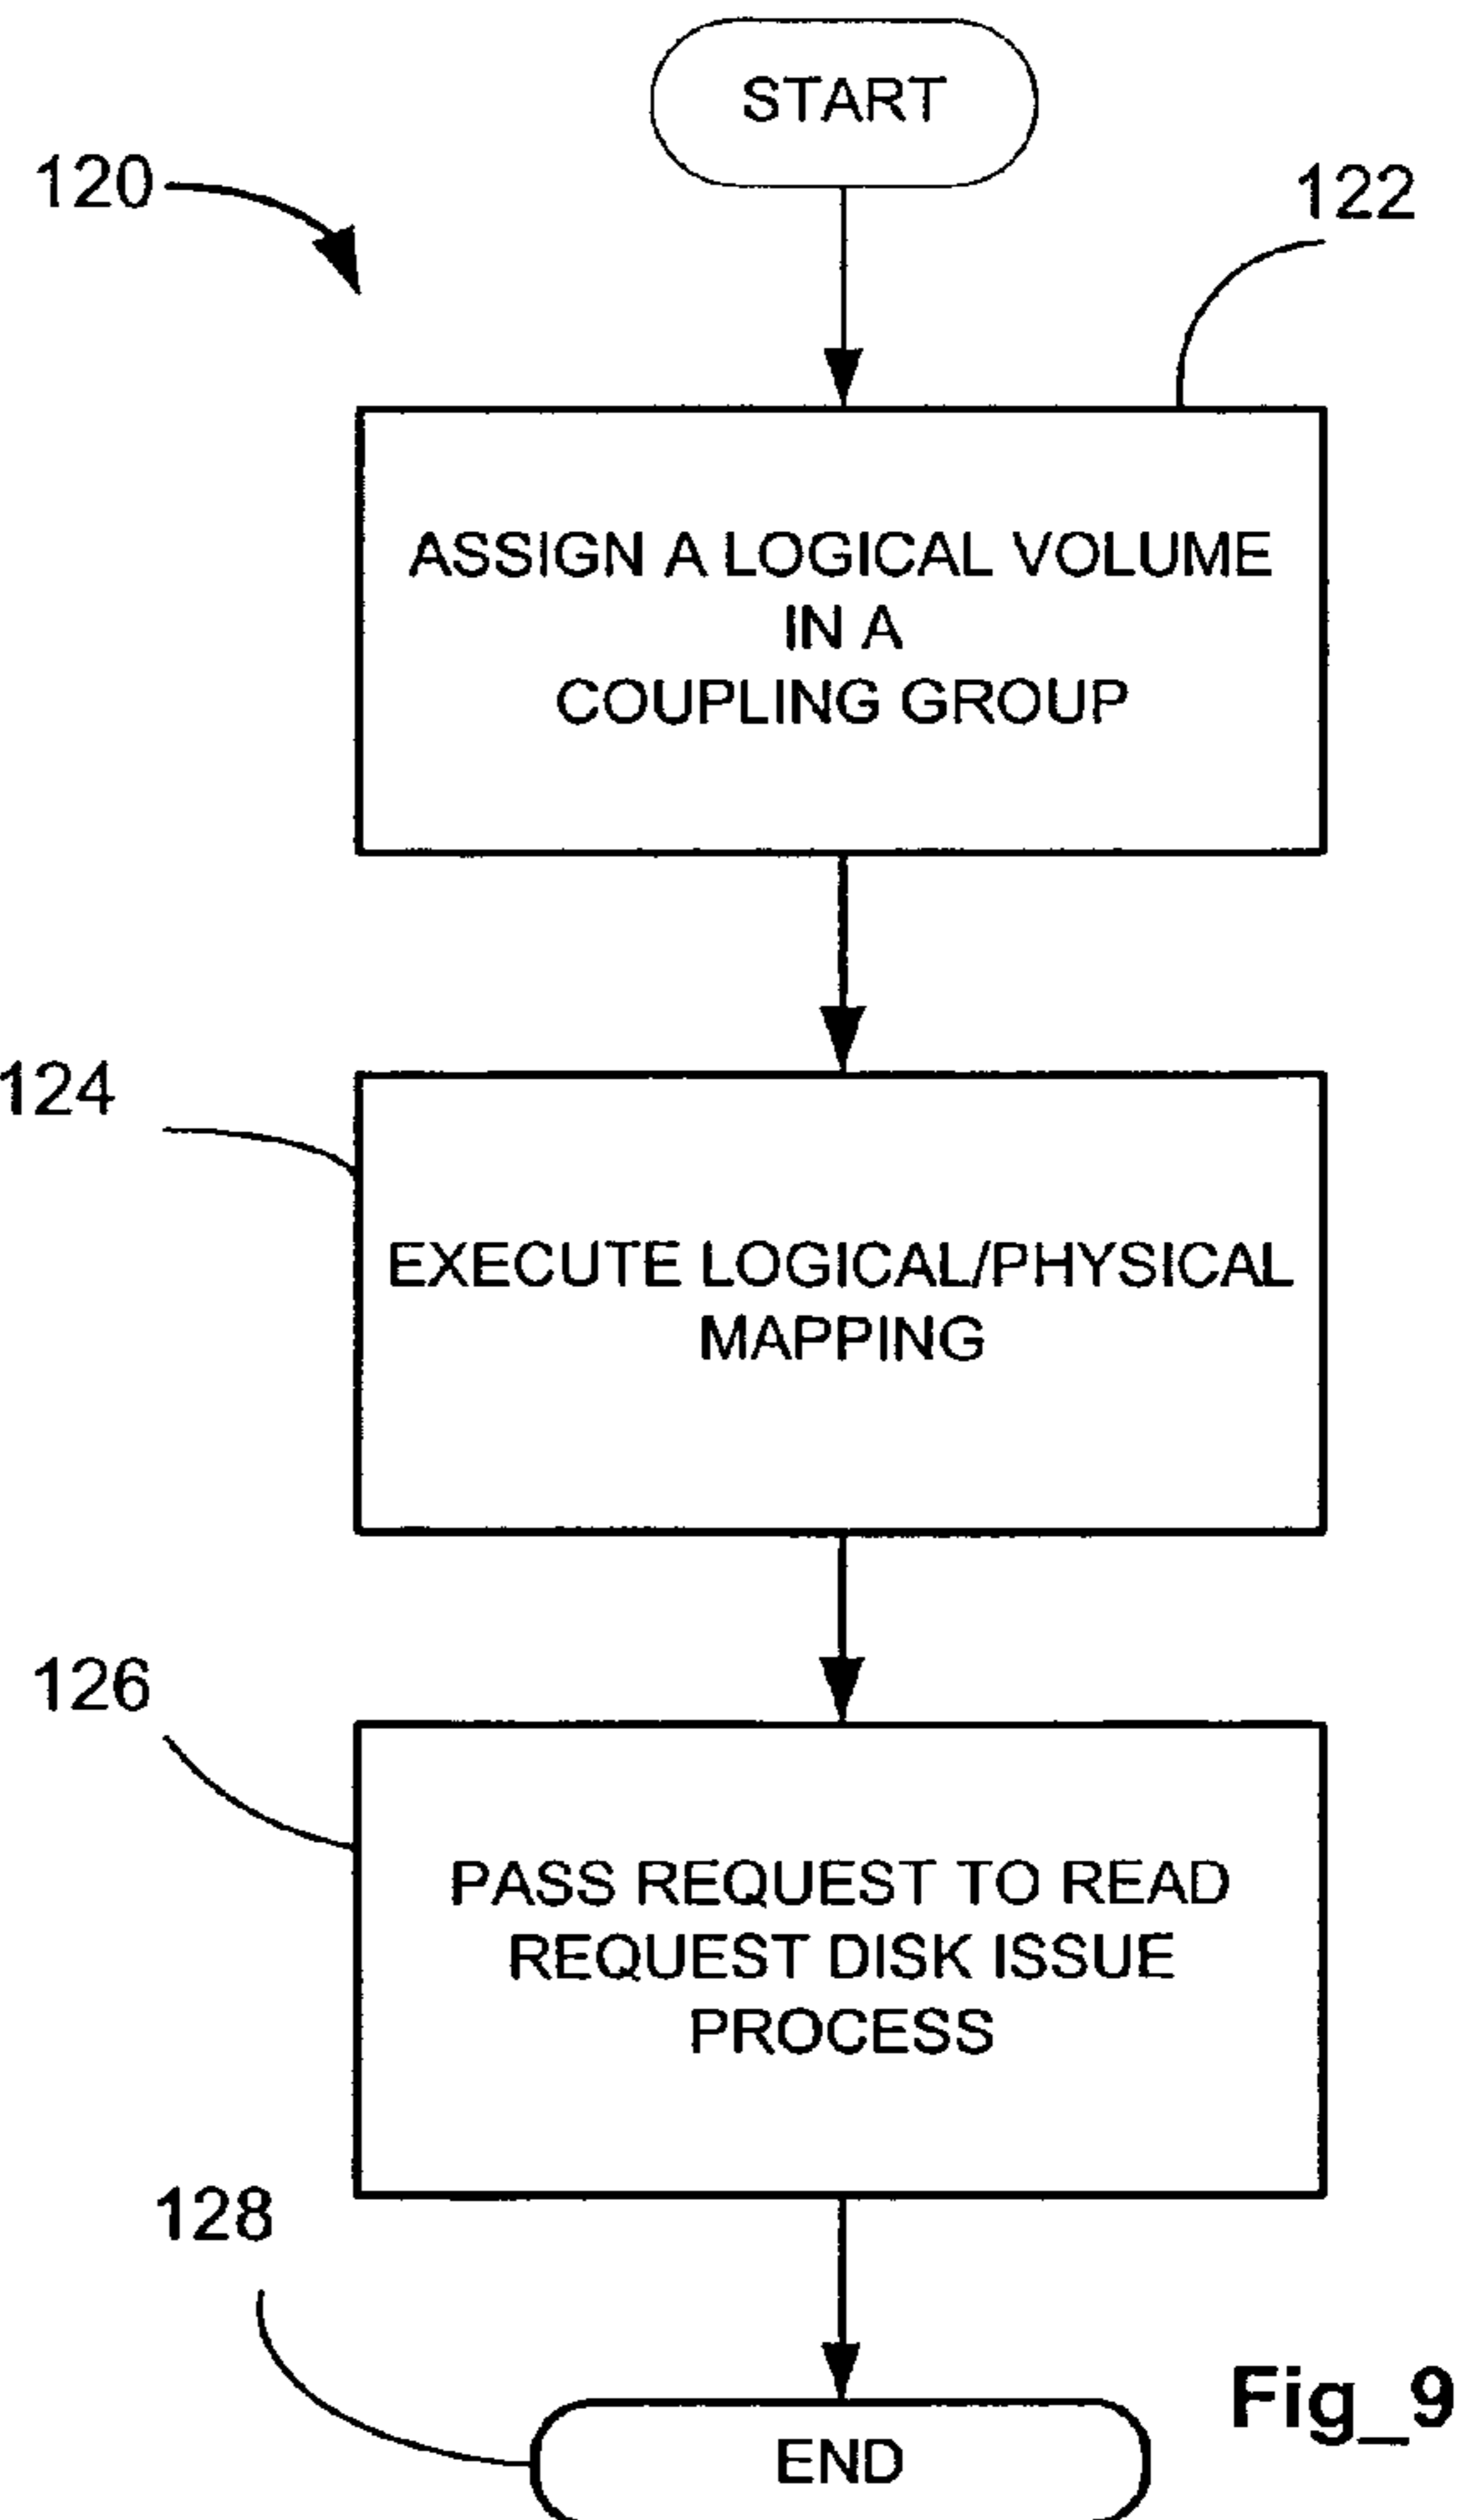 START
120
122
ASSIGN A LOGICAL VOLUME
IN A
COUPLING GROUP
124
EXECUTE LOGICAL/PHYSICAL
MAPPING
126
PASS REQUEST TO READ
REQUEST DISK ISSUE
PROCESS
128
END
Fig_9